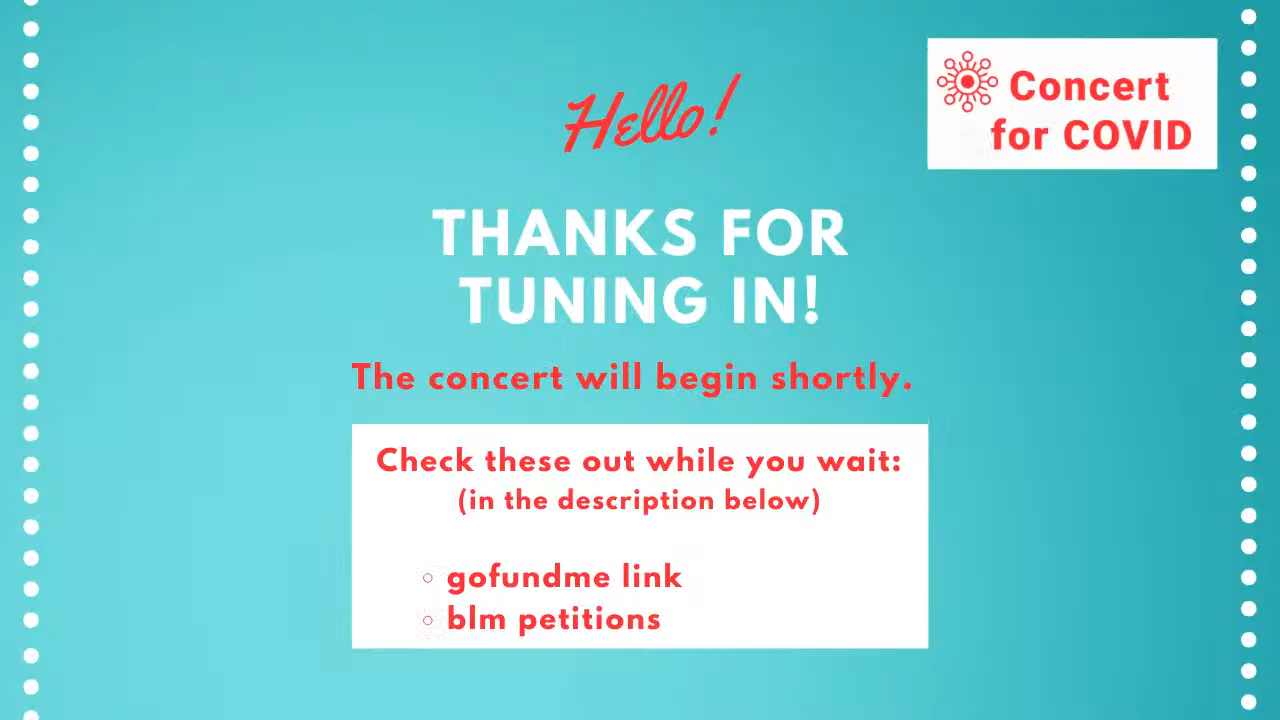 Hello!
Concert
for COVID
THANKS FOR
TUNING IN!
The concert will begin shortly.
Check these out while you wait:
(in the description below)
gofundme link
blm petitions